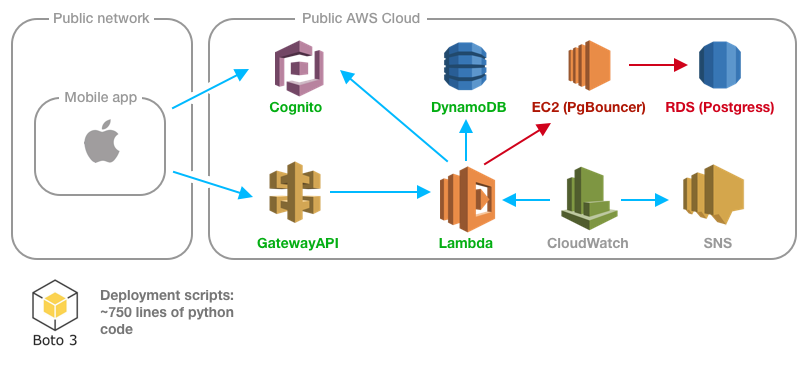 Public network
Public AWS Cloud
Mobile app
Cognito
DynamoDB
EC2 (PgBouncer)
RDS (Postgress)
GatewayAPI
Lambda
CloudWatch
SNS
Boto 3
Deployment scripts:
~750 lines of python
code